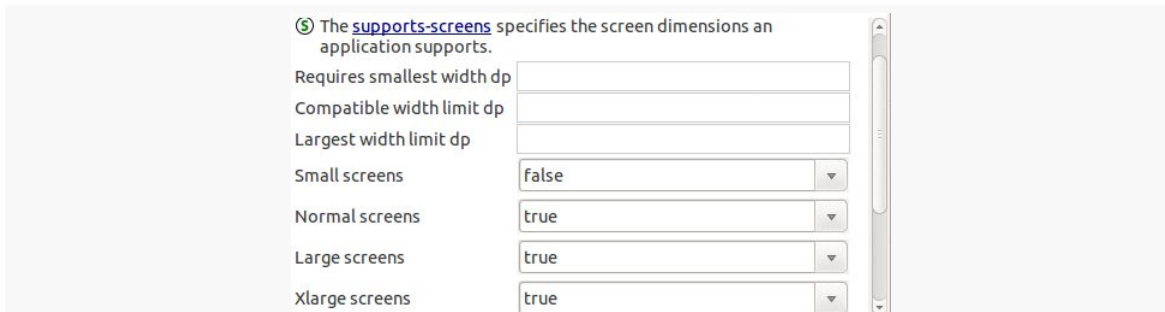 S The supports-screens specifies the screen dimensions an
application supports.
Requires smallest width dp
Compatible width limit dp
Largest width limit dp
Small screens false
Normal screens true
Large screens true
Xlarge screens true